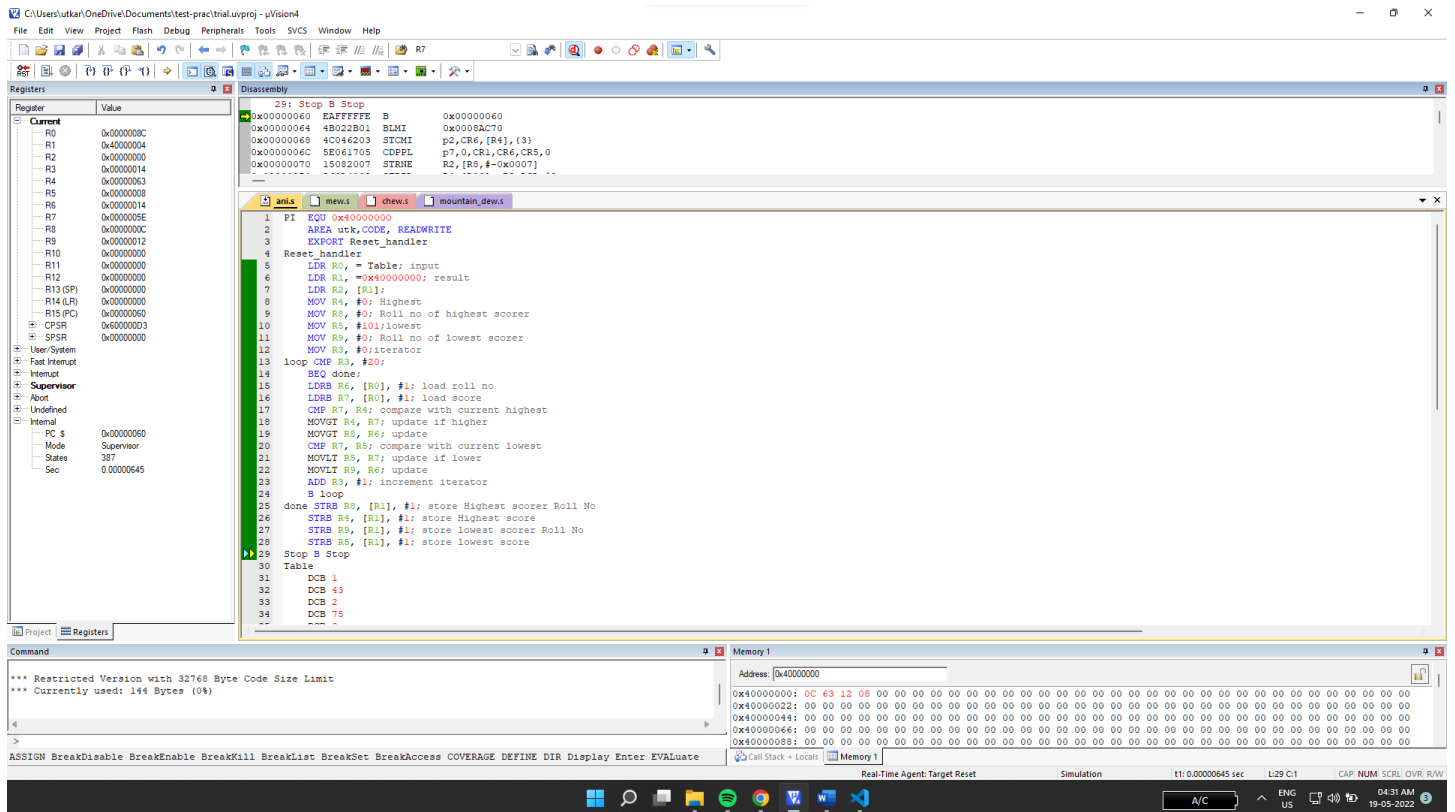 C:\Users\utkar\OneDrive\Documents\test-prac\trial.uvproj - µVision4
File Edit View Project Flash Debug Peripherals Tools SVCS Window Help
R7
Registers
Register Value
Current
R0 0x0000008C
R1 0x40000004
R2 0x00000000
R3 0x00000014
R4 0x00000063
R5 0x00000008
R6 0x00000014
R7 0x0000005E
R8 0x0000000C
R9 0x00000012
R10 0x00000000
R11 0x00000000
R12 0x00000000
R13 (SP) 0x00000000
R14 (LR) 0x00000000
R15 (PC) 0x00000060
CPSR 0x600000D3
SPSR 0x00000000
User/System
Fast Interrupt
Interrupt
Supervisor
Abort
Undefined
Internal
PC $ 0x00000060
Mode Supervisor
States 387
Sec 0.00000645
Project Registers
Disassembly
29: Stop B Stop
0x00000060 EAFFFFFE B 0x00000060
0x00000064 4B022B01 BLMI 0x0008AC70
0x00000068 4C046203 STCMI p2,CR6,[R4],{3}
0x0000006C 5E061705 CDPPL p7,0,CR1,CR6,CR5,0
0x00000070 15082007 STRNE R2,[R8,#-0x0007]
ani.s mew.s chew.s mountain_dew.s
1 PI EQU 0x40000000
2 AREA utk,CODE, READWRITE
3 EXPORT Reset_handler
4 Reset_handler
5 LDR R0, = Table; input
6 LDR R1, =0x40000000; result
7 LDR R2, [R1];
8 MOV R4, #0; Highest
9 MOV R8, #0; Roll no of highest scorer
10 MOV R5, #101;lowest
11 MOV R9, #0; Roll no of lowest scorer
12 MOV R3, #0;iterator
13 loop CMP R3, #20;
14 BEQ done;
15 LDRB R6, [R0], #1; load roll no
16 LDRB R7, [R0], #1; load score
17 CMP R7, R4; compare with current highest
18 MOVGT R4, R7; update if higher
19 MOVGT R8, R6; update
20 CMP R7, R5; compare with current lowest
21 MOVLT R5, R7; update if lower
22 MOVLT R9, R6; update
23 ADD R3, #1; increment iterator
24 B loop
25 done STRB R8, [R1], #1; store Highest scorer Roll No
26 STRB R4, [R1], #1; store Highest score
27 STRB R9, [R1], #1; store lowest scorer Roll No
28 STRB R5, [R1], #1; store lowest score
29 Stop B Stop
30 Table
31 DCB 1
32 DCB 43
33 DCB 2
34 DCB 75
Command
*** Restricted Version with 32768 Byte Code Size Limit
*** Currently used: 144 Bytes (0%)
>
ASSIGN BreakDisable BreakEnable BreakKill BreakList BreakSet BreakAccess COVERAGE DEFINE DIR Display Enter EVALuate
Memory 1
Address: 0x40000000
0x40000000: 0C 63 12 08 00 00 00 00 00 00 00 00 00 00 00 00 00 00 00 00 00 00 00 00 00 00 00 00 00 00 00 00 00 00
0x40000022: 00 00 00 00 00 00 00 00 00 00 00 00 00 00 00 00 00 00 00 00 00 00 00 00 00 00 00 00 00 00 00 00 00 00
0x40000044: 00 00 00 00 00 00 00 00 00 00 00 00 00 00 00 00 00 00 00 00 00 00 00 00 00 00 00 00 00 00 00 00 00 00
0x40000066: 00 00 00 00 00 00 00 00 00 00 00 00 00 00 00 00 00 00 00 00 00 00 00 00 00 00 00 00 00 00 00 00 00 00
0x40000088: 00 00 00 00 00 00 00 00 00 00 00 00 00 00 00 00 00 00 00 00 00 00 00 00 00 00 00 00 00 00 00 00 00 00
Call Stack + Locals Memory 1
Real-Time Agent: Target Reset Simulation t1: 0.00000645 sec L:29 C:1 CAP NUM SCRL OVR R/W
A/C ENG US 04:31 AM 19-05-2022 3